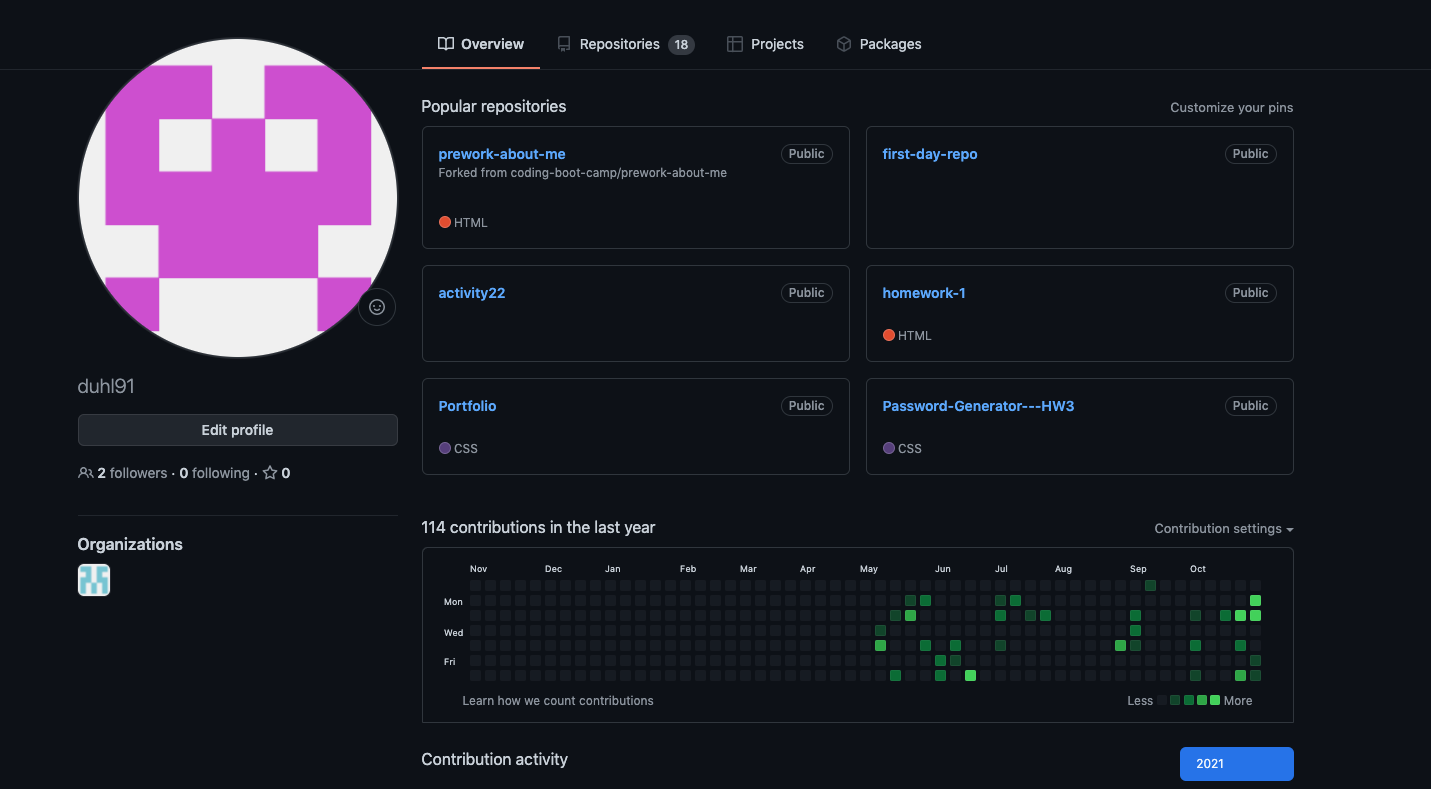 Overview Repositories 18 Projects Packages
Popular repositories Customize your pins
prework-about-me Public
Forked from coding-boot-camp/prework-about-me
HTML
first-day-repo Public
activity22 Public
homework-1 Public
HTML
Portfolio Public
CSS
Password-Generator---HW3 Public
CSS
duhl91
Edit profile
2 followers · 0 following · 0
Organizations
114 contributions in the last year Contribution settings
Nov Dec Jan Feb Mar Apr May Jun Jul Aug Sep Oct
Mon
Wed
Fri
Learn how we count contributions Less More
Contribution activity 2021